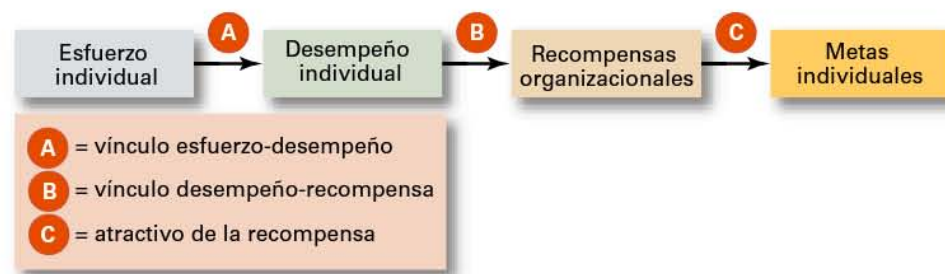 A
B
C
Esfuerzo
individual
Desempeño
individual
Recompensas
organizacionales
Metas
individuales
A = vínculo esfuerzo-desempeño
B = vínculo desempeño-recompensa
C = atractivo de la recompensa